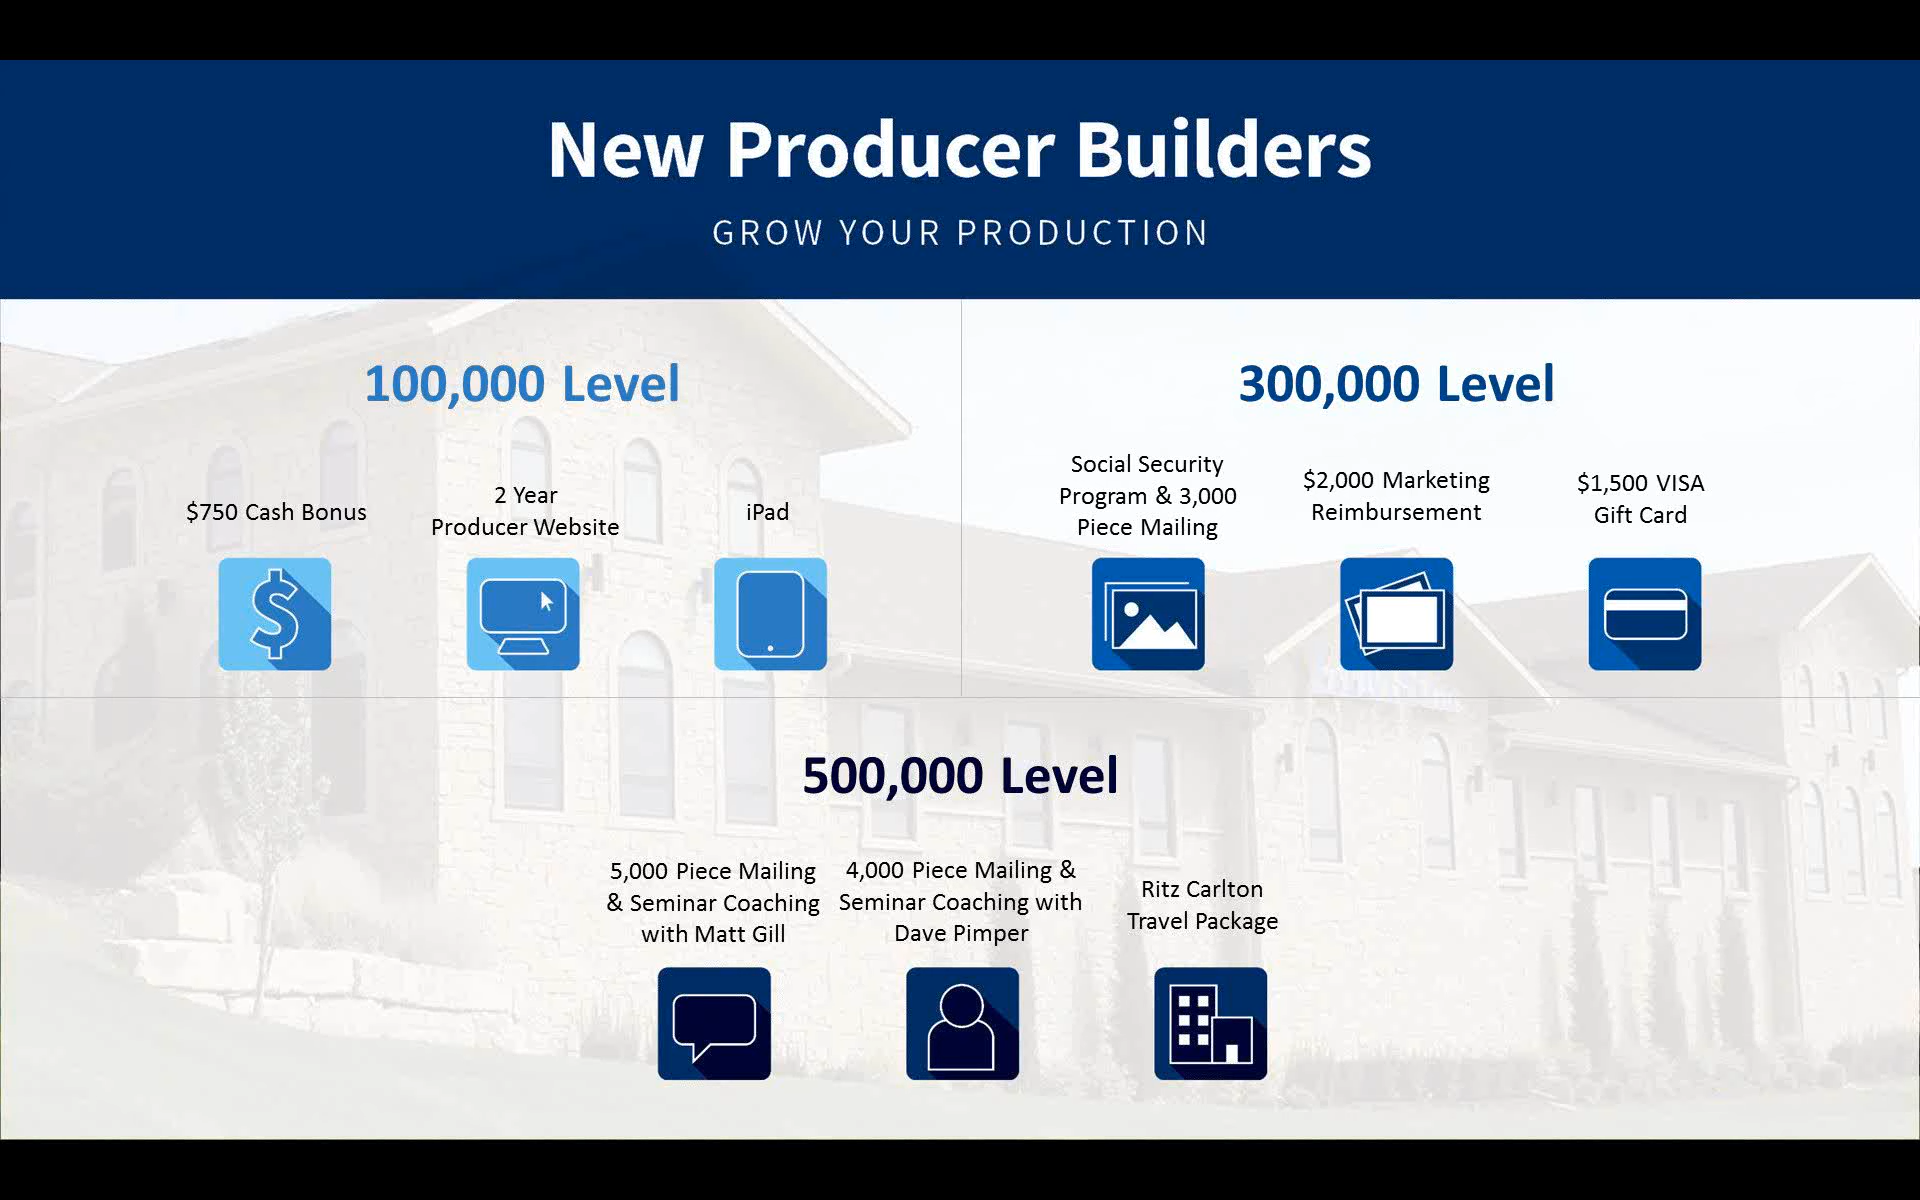 New Producer Builders
GROW YOUR PRODUCTION
100,000 Level
$750 Cash Bonus
2 Year
Producer Website
iPad
300,000 Level
Social Security
Program & 3,000
Piece Mailing
$2,000 Marketing
Reimbursement
$1,500 VISA
Gift Card
500,000 Level
5,000 Piece Mailing
& Seminar Coaching
with Matt Gill
4,000 Piece Mailing &
Seminar Coaching with
Dave Pimper
Ritz Carlton
Travel Package